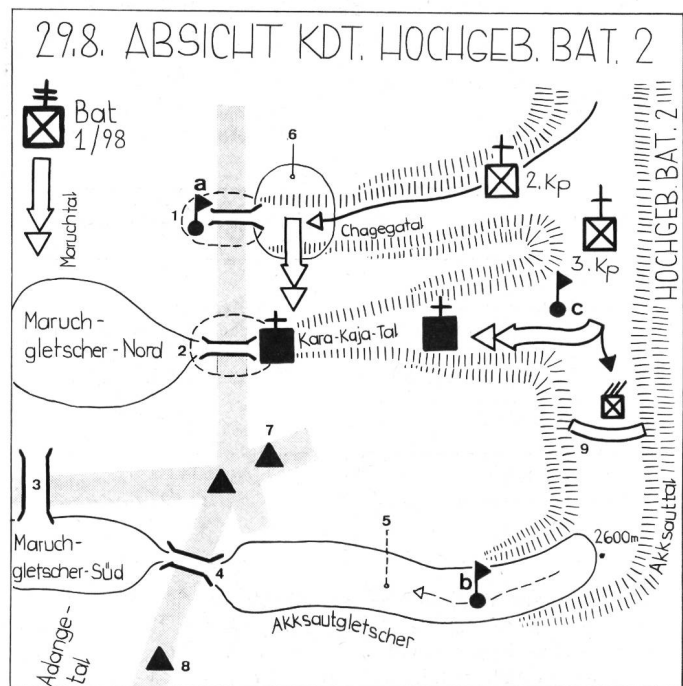 29.8. ABSICHT KDT. HOCHGEB. BAT. 2
Bat
1/98
Maruchtal
a
1
6
2. Kp
Chagegatal
HOCHGEB. BAT. 2
3. Kp
c
Maruch-
gletscher-Nord
2
Kara-Kaja-Tal
7
9
3
5
Maruch-
gletscher-Süd
4
b
2600m
Akksauttal
Akksautgletscher
Adange-
tal
8